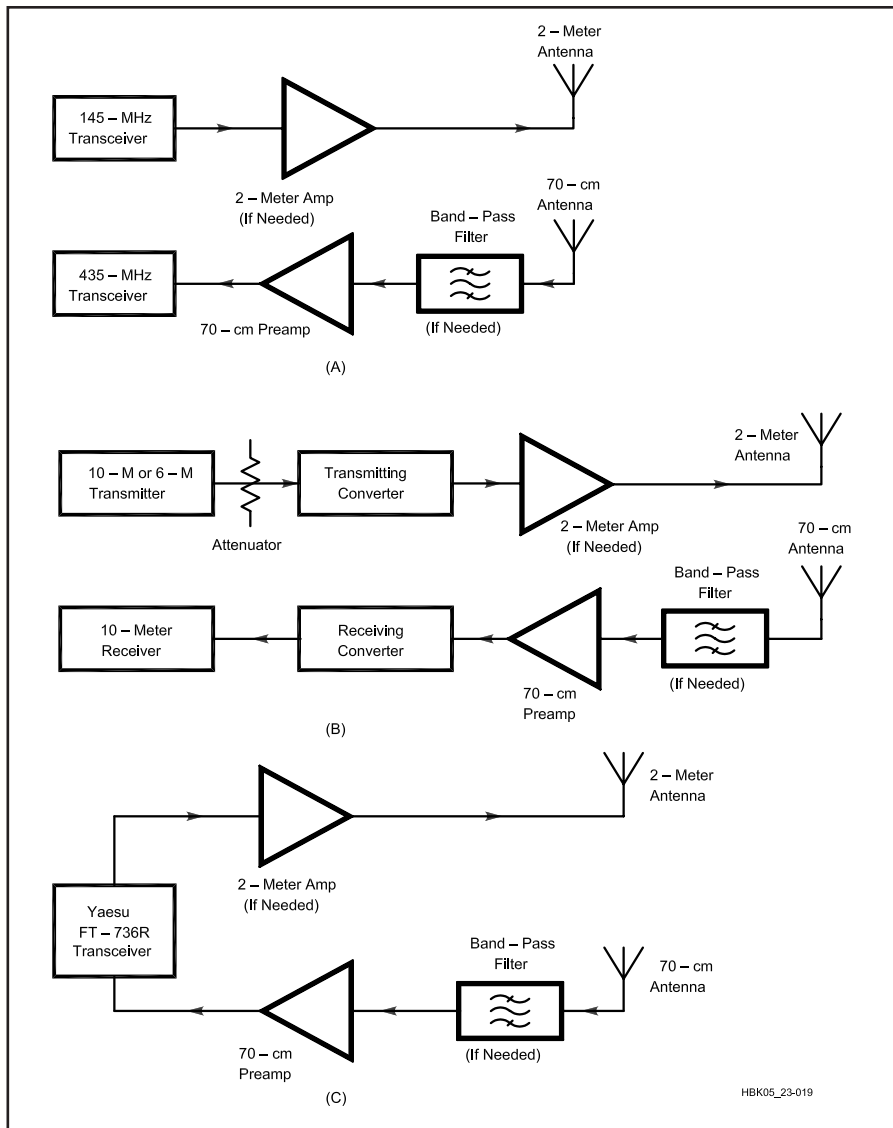 2 – Meter
Antenna
145 – MHz
Transceiver
2 – Meter Amp
(If Needed)
70 – cm
Antenna
Band – Pass
Filter
435 – MHz
Transceiver
70 – cm Preamp
(If Needed)
(A)
2 – Meter
Antenna
10 – M or 6 – M
Transmitter
Transmitting
Converter
Attenuator
2 – Meter Amp
(If Needed)
70 – cm
Antenna
Band – Pass
Filter
10 – Meter
Receiver
Receiving
Converter
(If Needed)
70 – cm
Preamp
(B)
2 – Meter
Antenna
2 – Meter Amp
(If Needed)
Yaesu
FT – 736R
Transceiver
Band – Pass
Filter
70 – cm
Antenna
(If Needed)
70 – cm
Preamp
(C)
HBK05_23-019